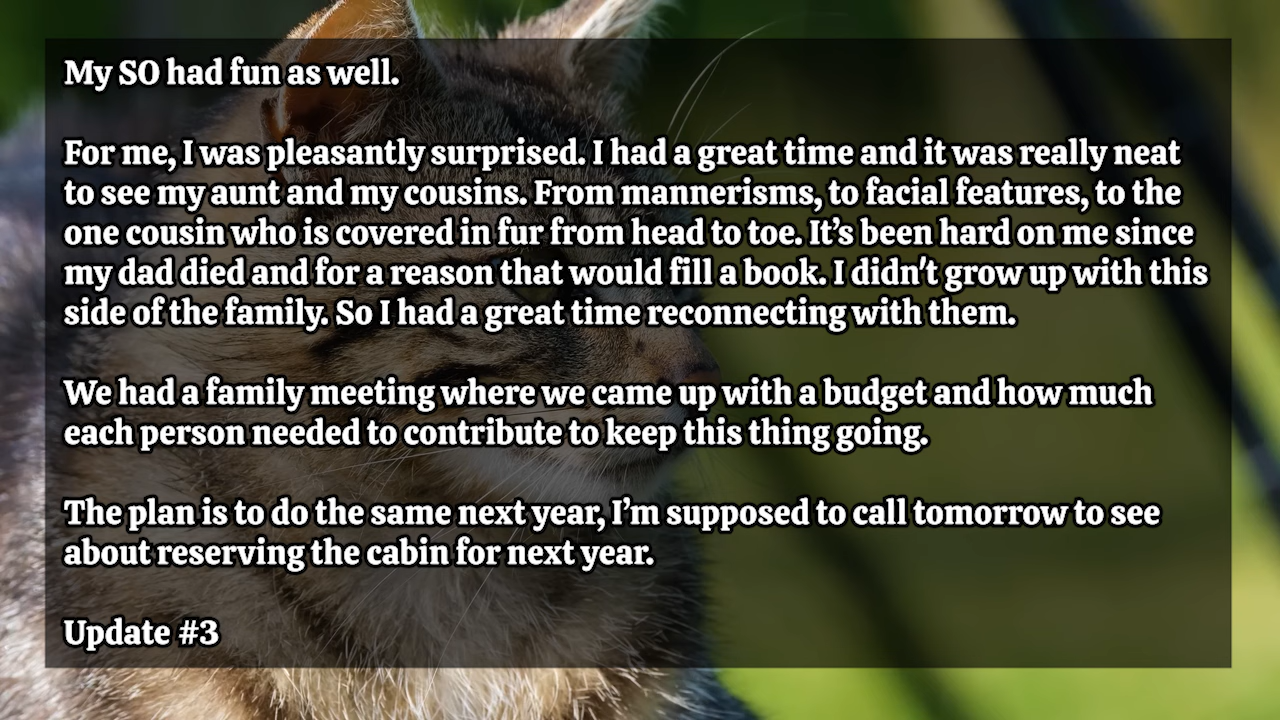 My SO had fun as well.
For me, I was pleasantly surprised. I had a great time and it was really neat
to see my aunt and my cousins. From mannerisms, to facial features, to the
one cousin who is covered in fur from head to toe. It’s been hard on me since
my dad died and for a reason that would fill a book. I didn't grow up with this
side of the family. So I had a great time reconnecting with them.
We had a family meeting where we came up with a budget and how much
each person needed to contribute to keep this thing going.
The plan is to do the same next year, I’m supposed to call tomorrow to see
about reserving the cabin for next year.
Update #3